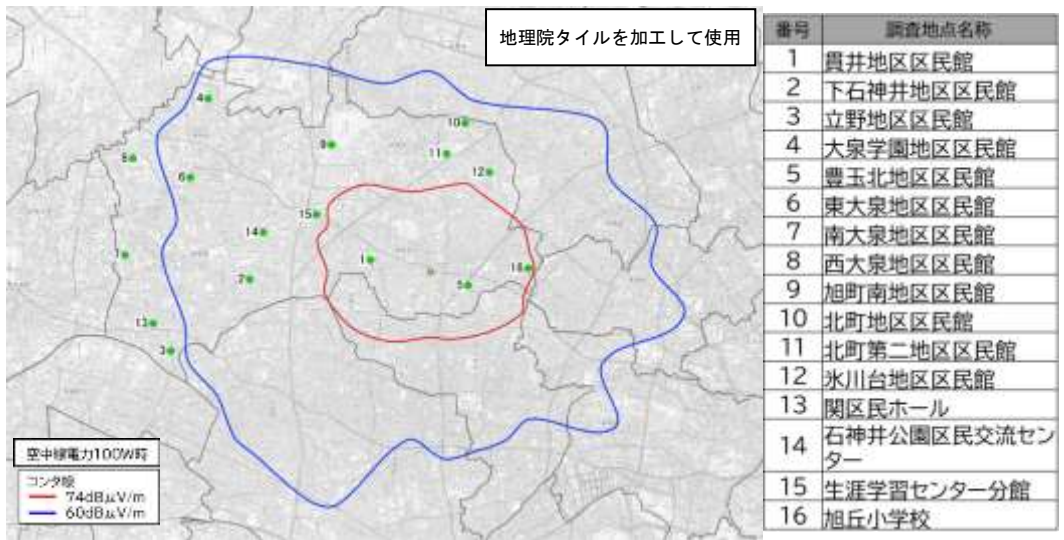 地理院タイルを加工して使用
4
10
9
11
8
6
12
15
14
1
16
2
5
13
3
空中線電力100W時
コンタ線
74dBμV/m
60dBμV/m
番号 調査地点名称
1 貫井地区区民館
2 下石神井地区区民館
3 立野地区区民館
4 大泉学園地区区民館
5 豊玉北地区区民館
6 東大泉地区区民館
7 南大泉地区区民館
8 西大泉地区区民館
9 旭町南地区区民館
10 北町地区区民館
11 北町第二地区区民館
12 氷川台地区区民館
13 関区民ホール
14 石神井公園区民交流セン
ター
15 生涯学習センター分館
16 旭丘小学校